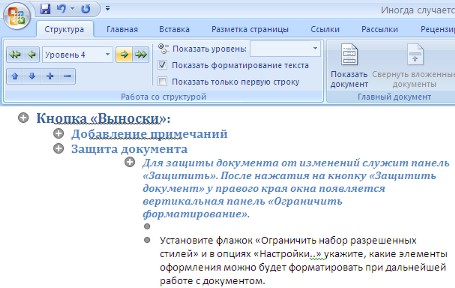 Иногда случаетс
Структура Главная Вставка Разметка страницы Ссылки Рассылки Рецензир
Уровень 4
Показать уровень:
Показать форматирование текста
Показать только первую строку
Работа со структурой
Показать документ
Свернуть вложенные документы
Главный документ
Кнопка «Выноски»:
Добавление примечаний
Защита документа
Для защиты документа от изменений служит панель
«Защитить». После нажатия на кнопку «Защитить
документ» у правого края окна появляется
вертикальная панель «Ограничить
форматирование».
Установите флажок «Ограничить набор разрешенных
стилей» и в опциях «Настройки..» укажите, какие элементы
оформления можно будет форматировать при дальнейшей
работе с документом.